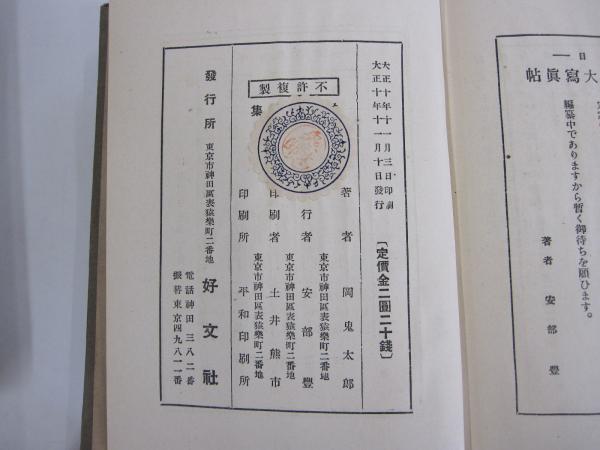 日一
大寫眞帖
編纂中でありますから暫く御待ちを願ひます。
著者 安部豊
大正十年十一月三日印刷
大正十年十一月十日發行
〔定價金二圓二十錢〕
不許複製
集
著者 岡鬼太郎
東京市神田區表猿樂町二番地
行者 安部豊
東京市神田區表猿樂町二番地
印刷者 土井熊市
東京市神田區表猿樂町二番地
印刷所 平和印刷所
發行所 東京市神田區表猿樂町二番地 好文社
電話神田 三八二番
振替東京四九八一一番